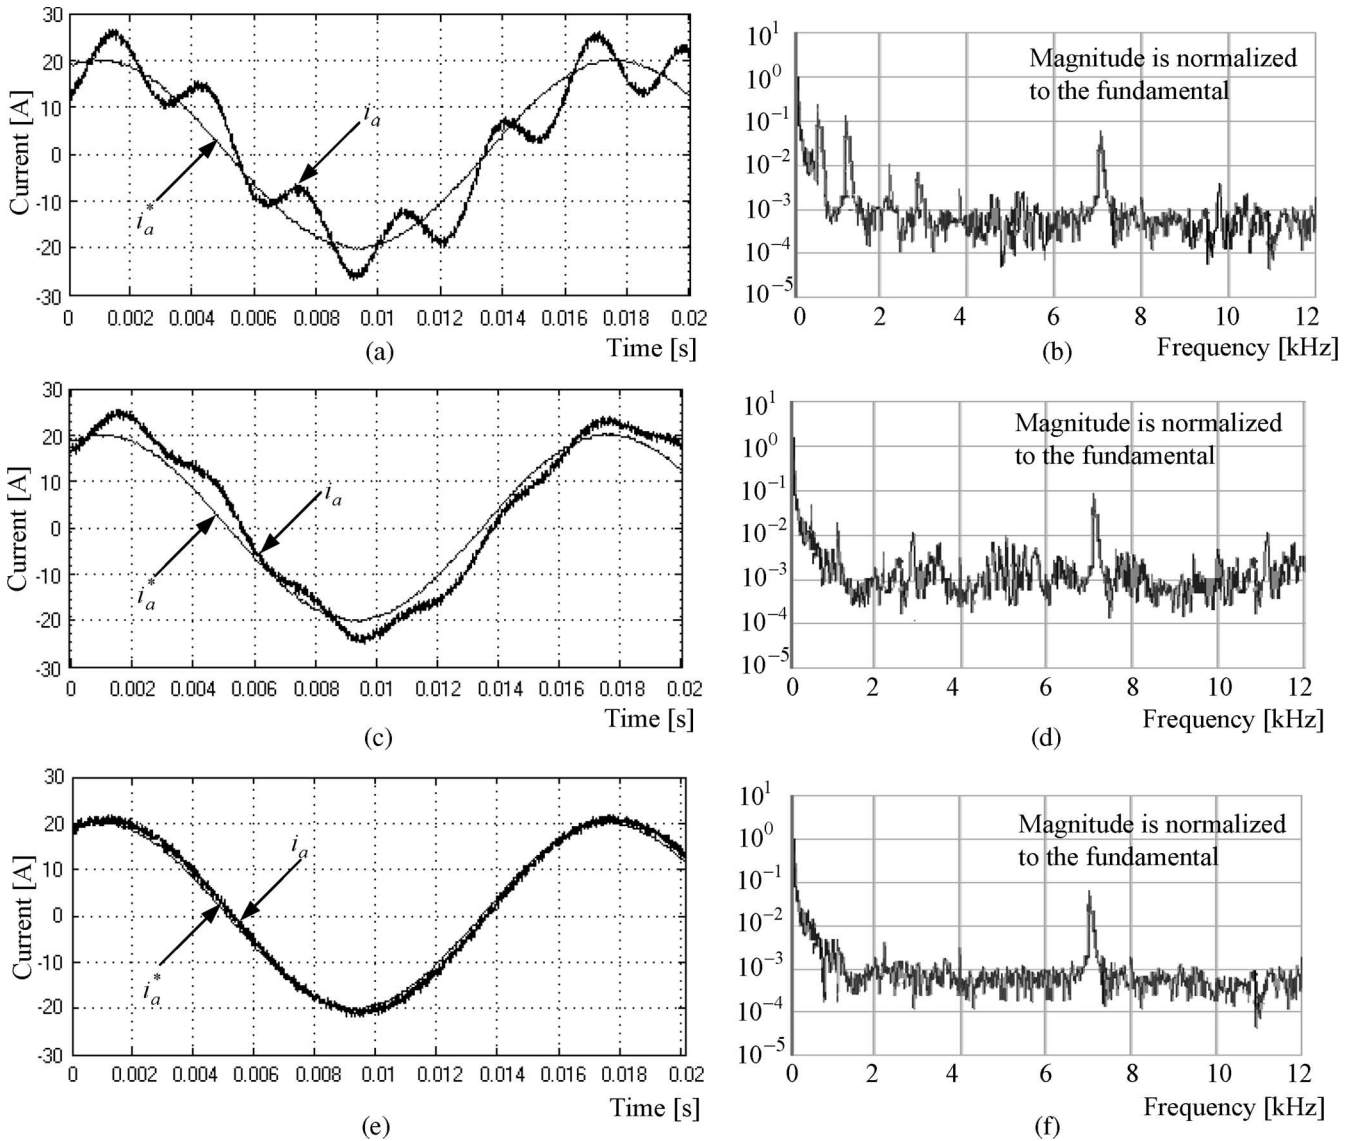 30
20
10
0
-10
-20
-30
Current [A]
i_a
i_a^*
0 0.002 0.004 0.006 0.008 0.01 0.012 0.014 0.016 0.018 0.02
Time [s]
(a)
10^1
10^0
10^−1
10^−2
10^−3
10^−4
10^−5
Magnitude is normalized
to the fundamental
0 2 4 6 8 10 12
Frequency [kHz]
(b)
30
20
10
0
-10
-20
-30
Current [A]
i_a
i_a^*
0 0.002 0.004 0.006 0.008 0.01 0.012 0.014 0.016 0.018 0.02
Time [s]
(c)
10^1
10^0
10^−1
10^−2
10^−3
10^−4
10^−5
Magnitude is normalized
to the fundamental
0 2 4 6 8 10 12
Frequency [kHz]
(d)
30
20
10
0
-10
-20
-30
Current [A]
i_a
i_a^*
0 0.002 0.004 0.006 0.008 0.01 0.012 0.014 0.016 0.018 0.02
Time [s]
(e)
10^1
10^0
10^−1
10^−2
10^−3
10^−4
10^−5
Magnitude is normalized
to the fundamental
0 2 4 6 8 10 12
Frequency [kHz]
(f)